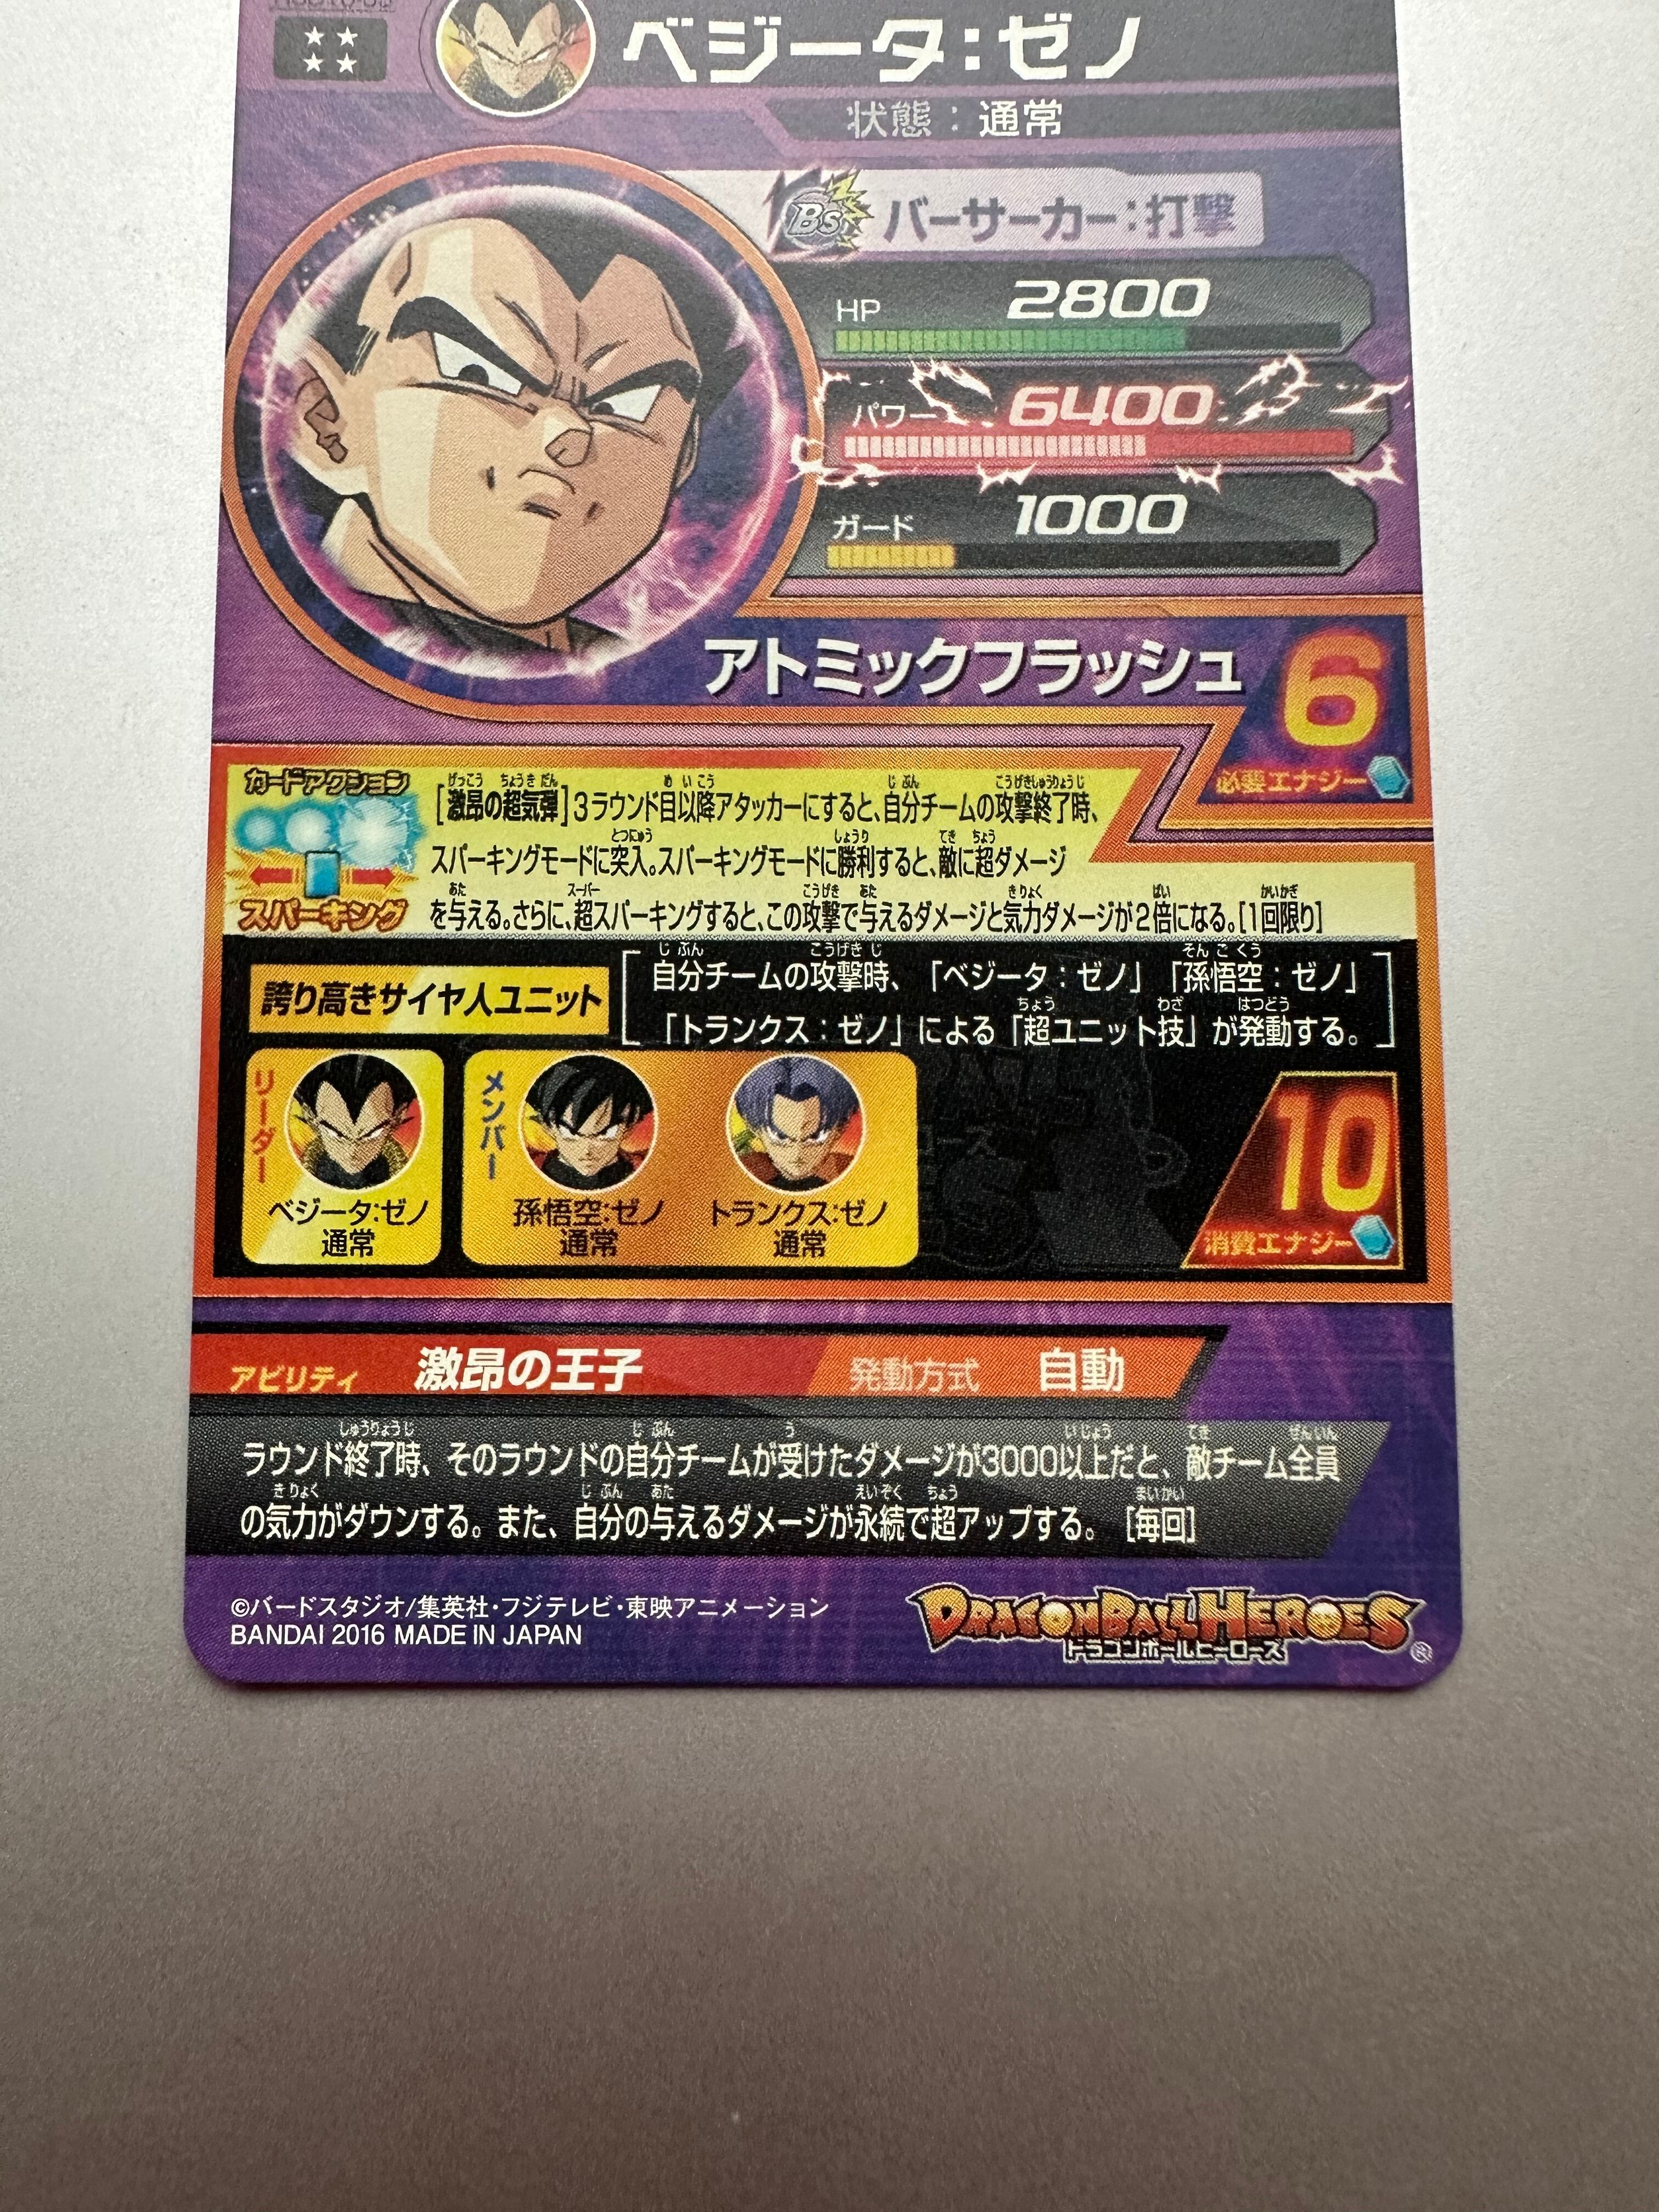 ★★
★★
ベジータ:ゼノ
状態：通常
Bs バーサーカー:打撃
HP 2800
パワー 6400
ガード 1000
アトミックフラッシュ
6
必要エナジー
カードアクション
スパーキング
[激昂の超気弾]3ラウンド目以降アタッカーにすると、自分チームの攻撃終了時、
スパーキングモードに突入。スパーキングモードに勝利すると、敵に超ダメージ
を与える。さらに、超スパーキングすると、この攻撃で与えるダメージと気力ダメージが2倍になる。[1回限り]
誇り高きサイヤ人ユニット
自分チームの攻撃時、「ベジータ：ゼノ」「孫悟空：ゼノ」
「トランクス：ゼノ」による「超ユニット技」が発動する。
リーダー
ベジータ:ゼノ
通常
メンバー
孫悟空:ゼノ
通常
トランクス:ゼノ
通常
10
消費エナジー
アビリティ 激昂の王子 発動方式 自動
ラウンド終了時、そのラウンドの自分チームが受けたダメージが3000以上だと、敵チーム全員
の気力がダウンする。また、自分の与えるダメージが永続で超アップする。[毎回]
©バードスタジオ/集英社・フジテレビ・東映アニメーション
BANDAI 2016 MADE IN JAPAN
DRAGONBALL HEROES
ドラゴンボールヒーローズ